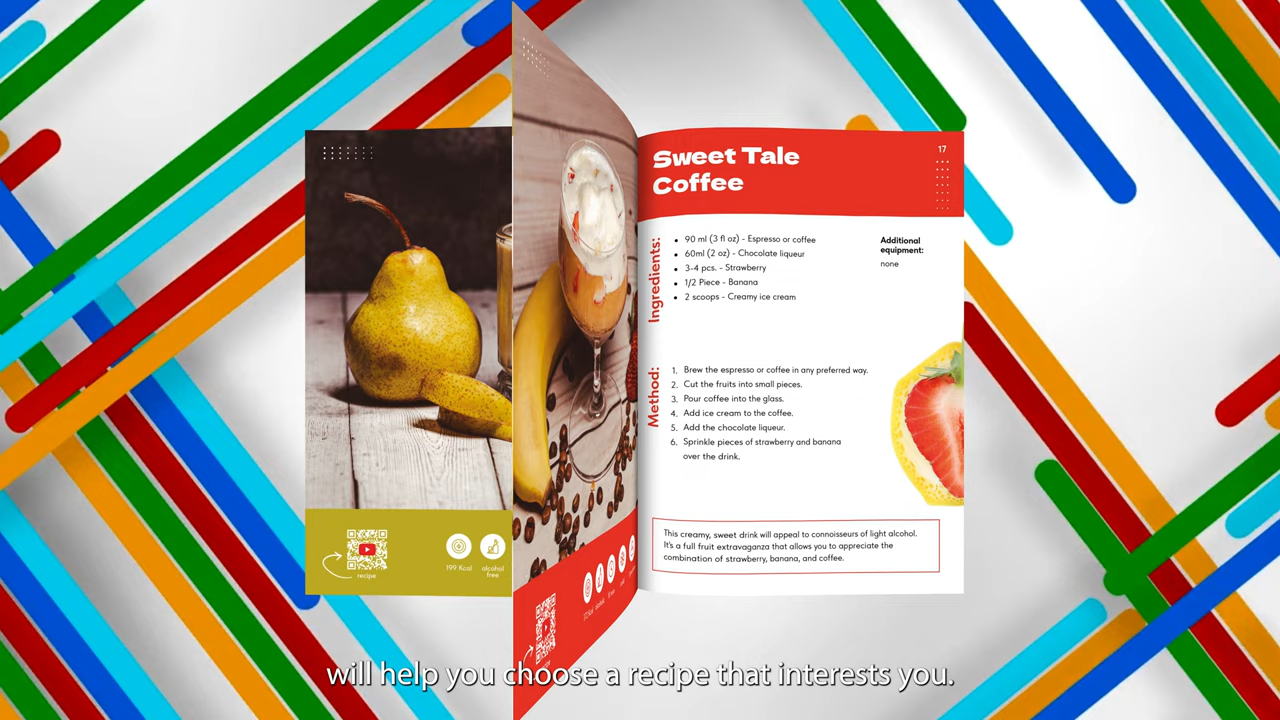 Sweet Tale
Coffee
17
Ingredients:
• 90 ml (3 fl oz) - Espresso or coffee
• 60ml (2 oz) - Chocolate liqueur
• 3-4 pcs. - Strawberry
• 1/2 Piece - Banana
• 2 scoops - Creamy ice cream
Additional
equipment:
none
Method:
1. Brew the espresso or coffee in any preferred way.
2. Cut the fruits into small pieces.
3. Pour coffee into the glass.
4. Add ice cream to the coffee.
5. Add the chocolate liqueur.
6. Sprinkle pieces of strawberry and banana
over the drink.
This creamy, sweet drink will appeal to connoisseurs of light alcohol.
It's a full fruit extravaganza that allows you to appreciate the
combination of strawberry, banana, and coffee.
recipe
199 Kcal
alcohol
free
will help you choose a recipe that interests you.